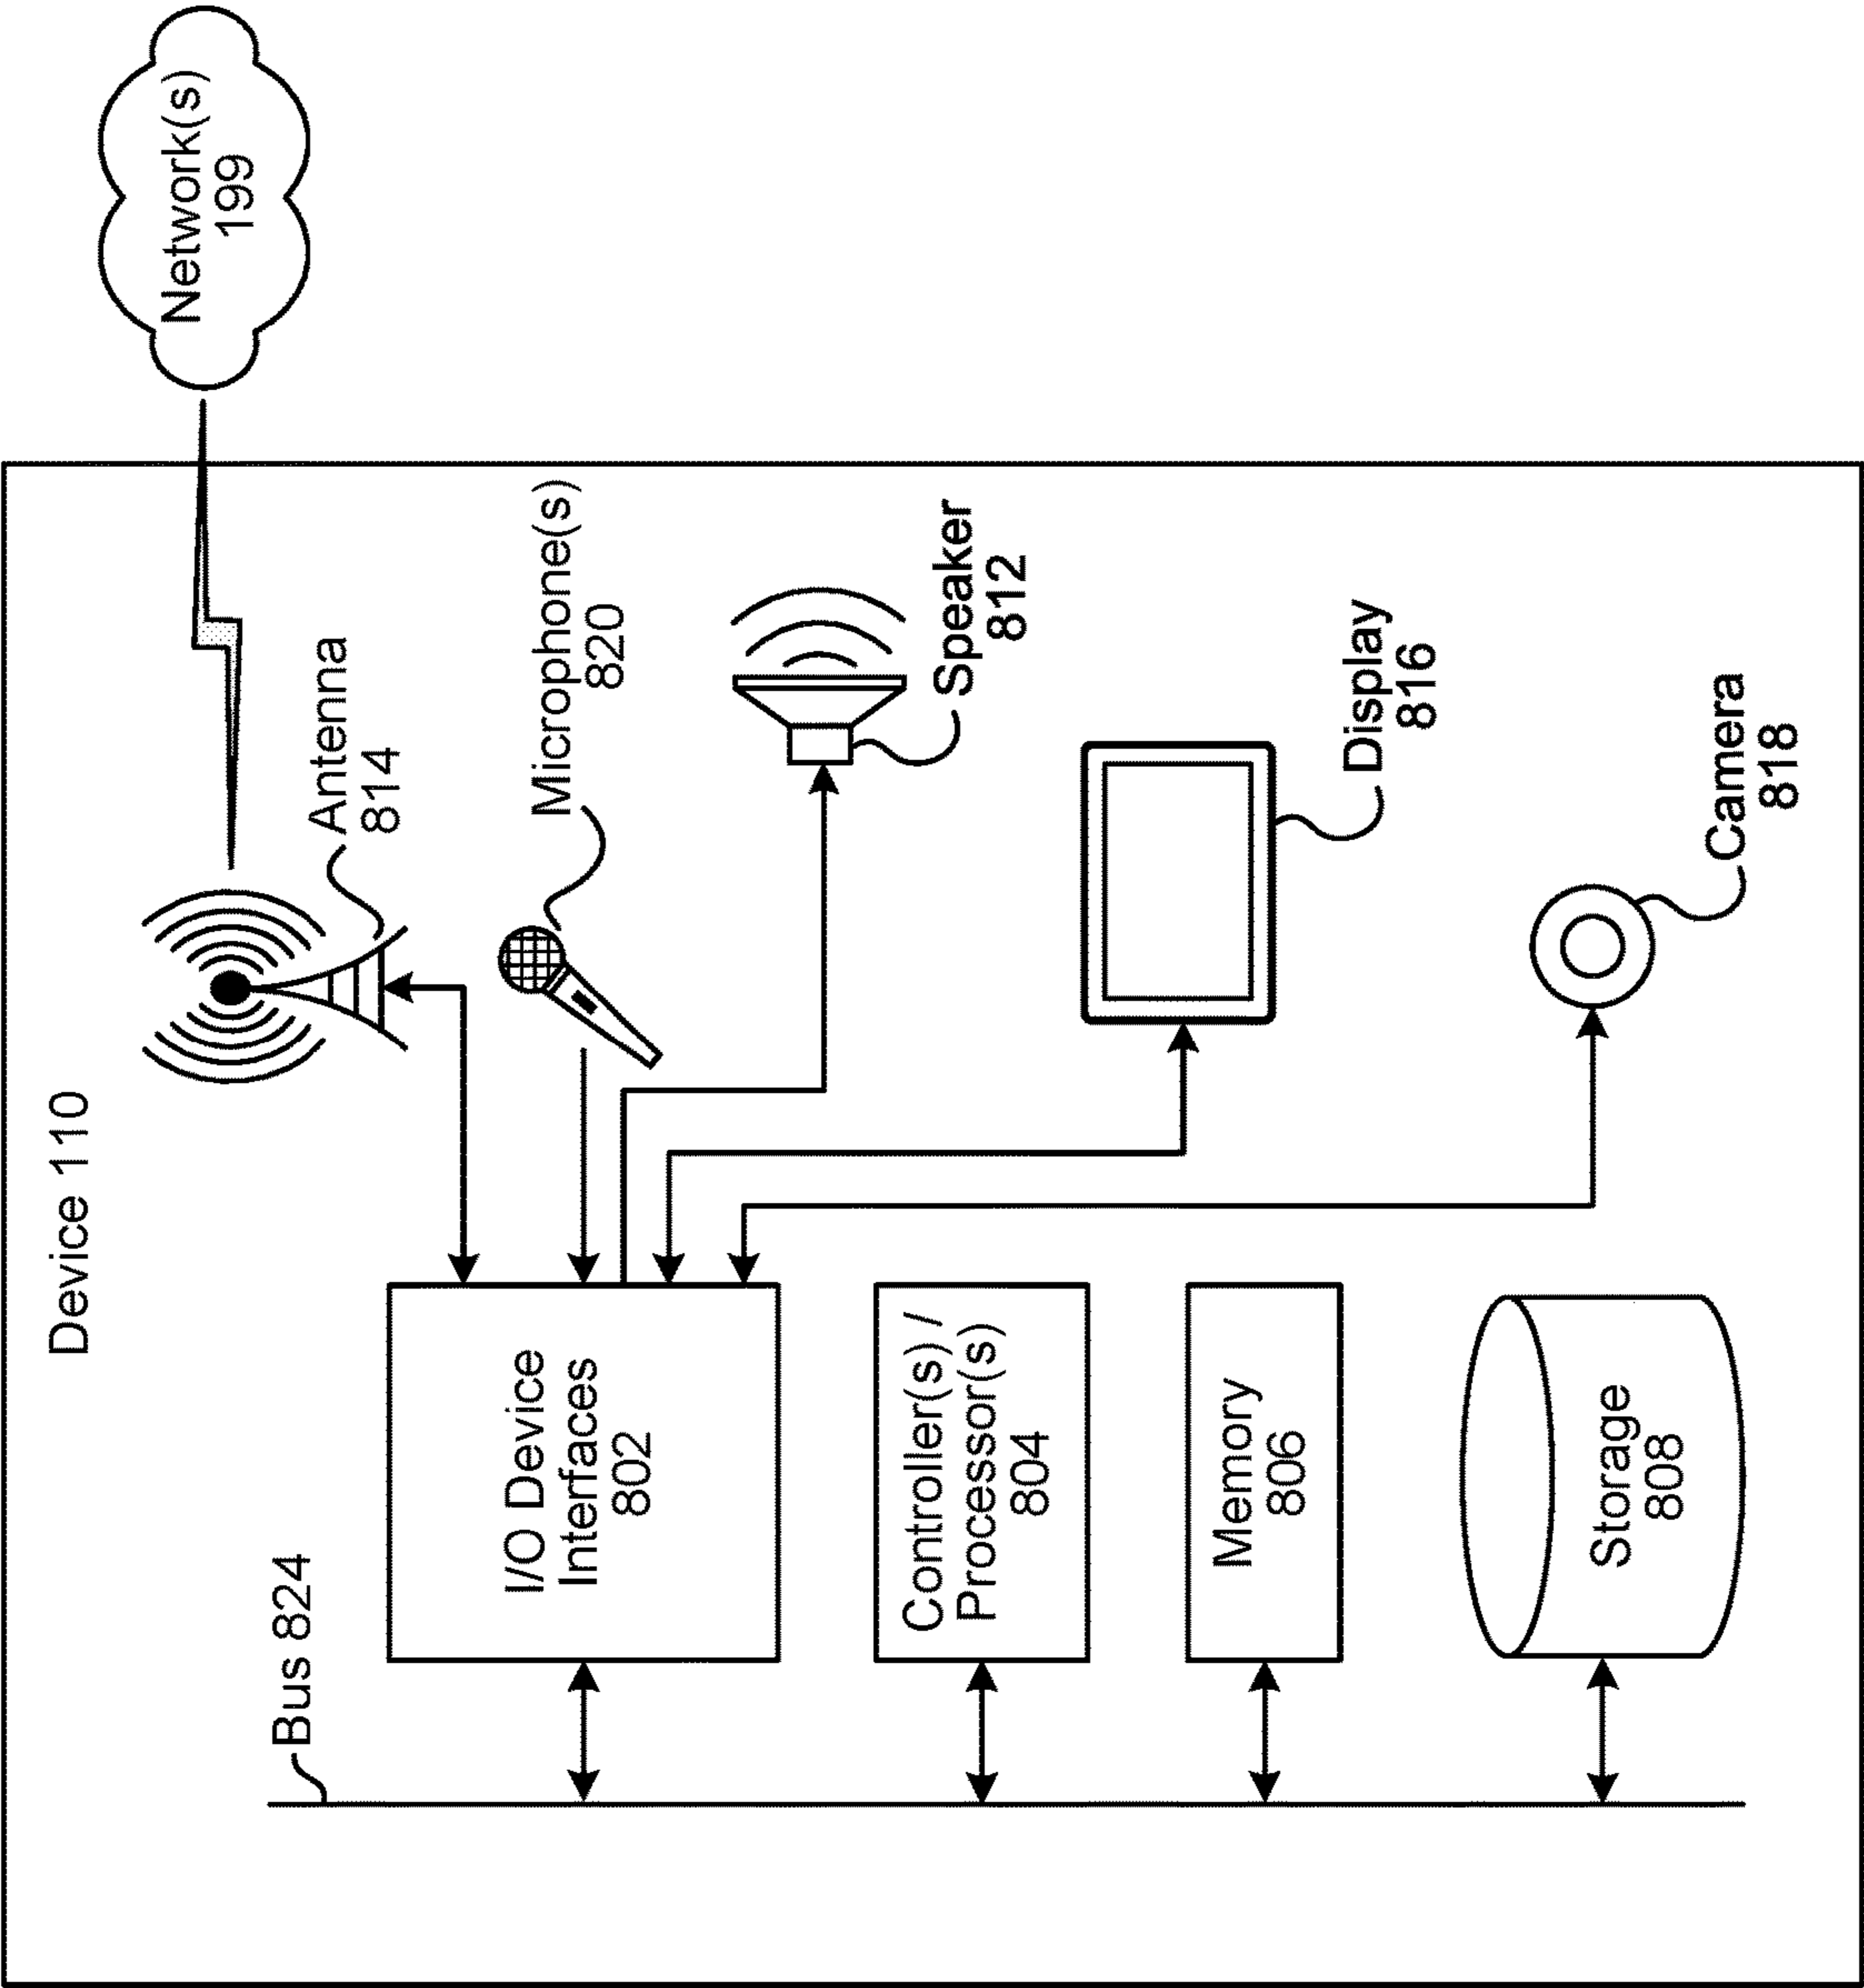 Device 110
Network(s)
199
Bus 824
Antenna
814
I/O Device
Interfaces
802
Microphone(s)
820
Controller(s) /
Processor(s)
804
Speaker
812
Memory
806
Display
816
Storage
808
Camera
818